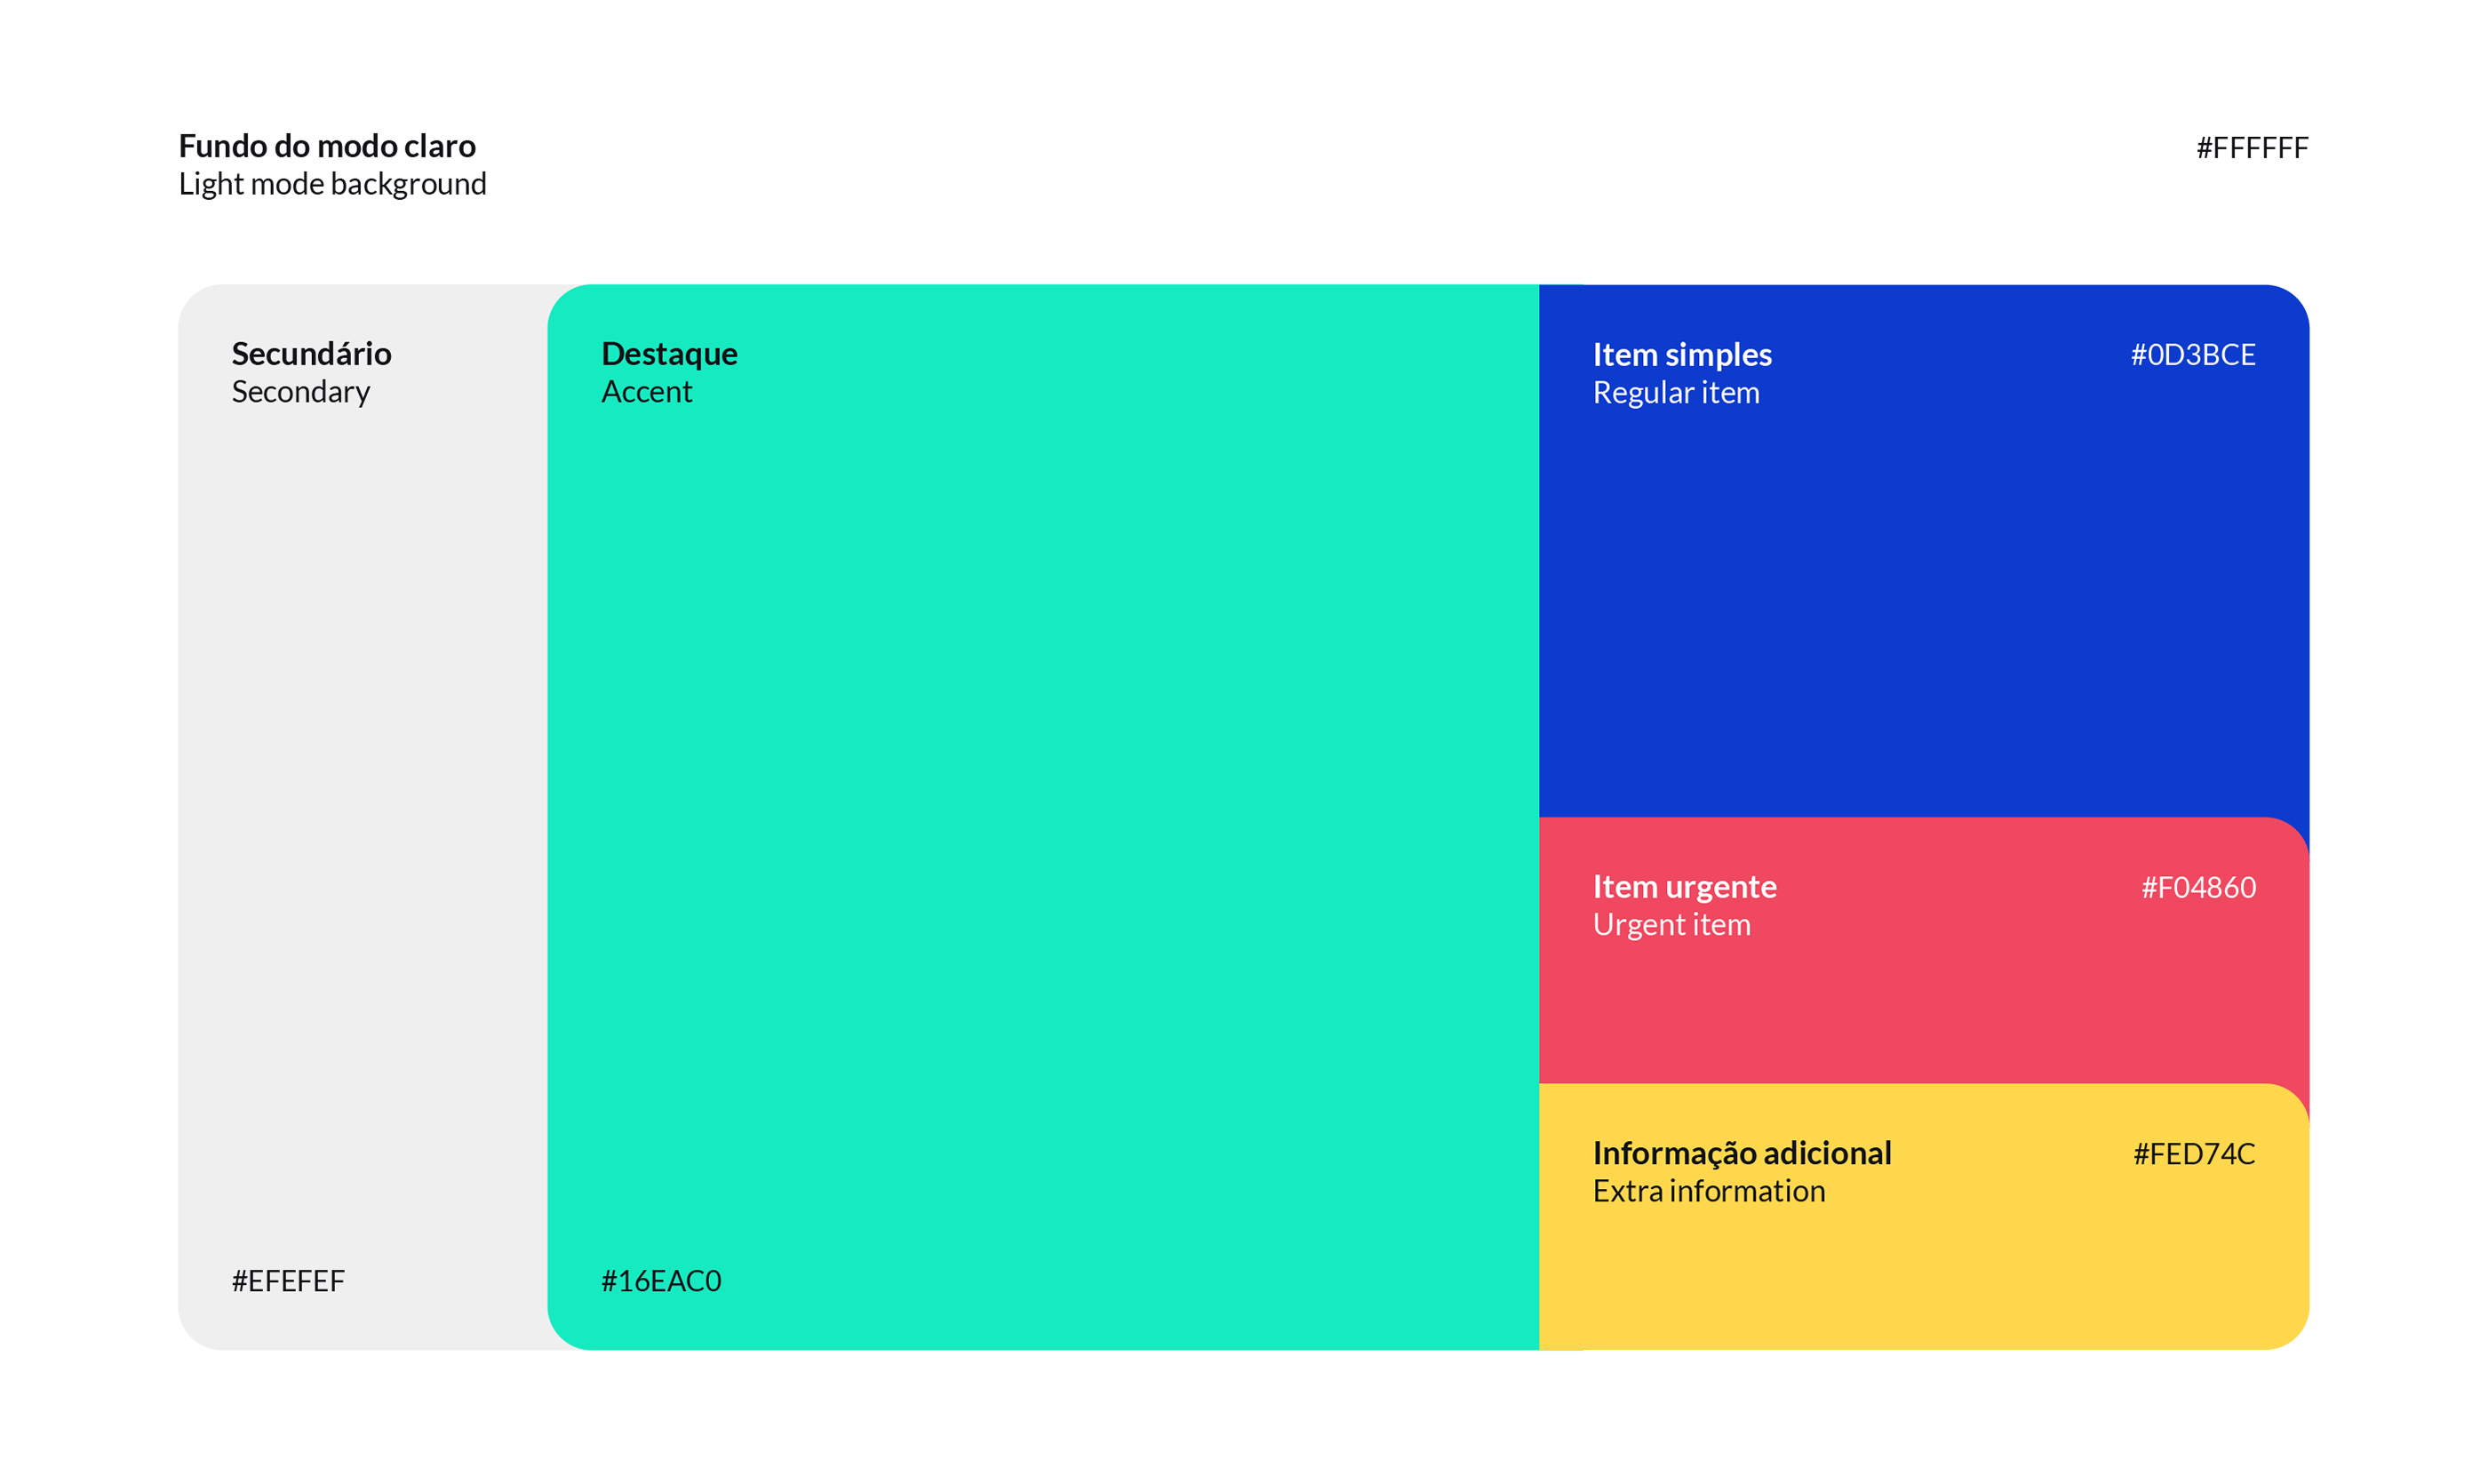 Fundo do modo claro
Light mode background
#FFFFFF
Secundário
Secondary
#EFEFEF
Destaque
Accent
#16EAC0
Item simples
Regular item
#0D3BCE
Item urgente
Urgent item
#F04860
Informação adicional
Extra information
#FED74C